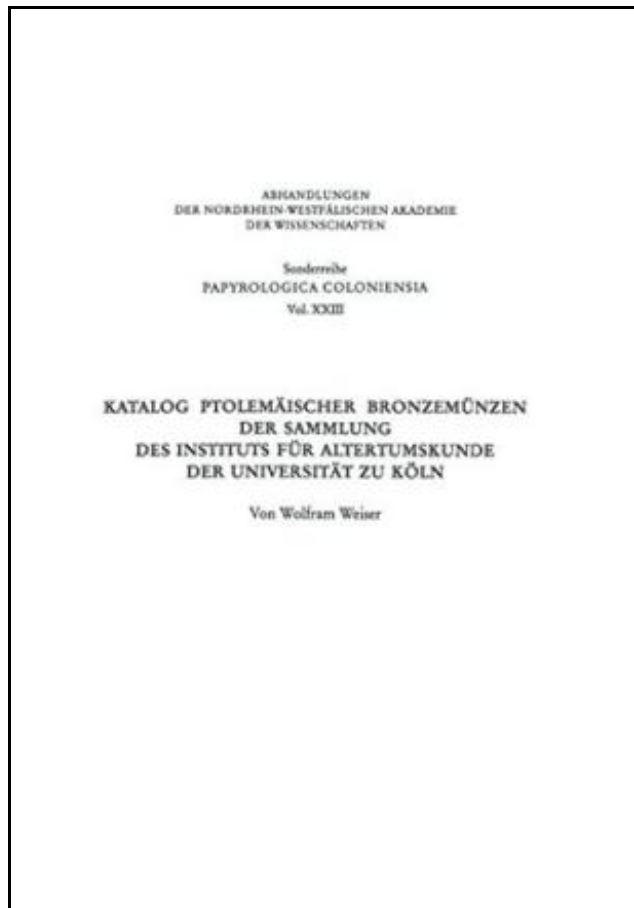 ABHANDLUNGEN
DER NORDRHEIN-WESTFÄLISCHEN AKADEMIE
DER WISSENSCHAFTEN
Sonderreihe
PAPYROLOGICA COLONIENSIA
Vol. XXIII
KATALOG PTOLEMÄISCHER BRONZEMÜNZEN
DER SAMMLUNG
DES INSTITUTS FÜR ALTERTUMSKUNDE
DER UNIVERSITÄT ZU KÖLN
Von Wolfram Weiser